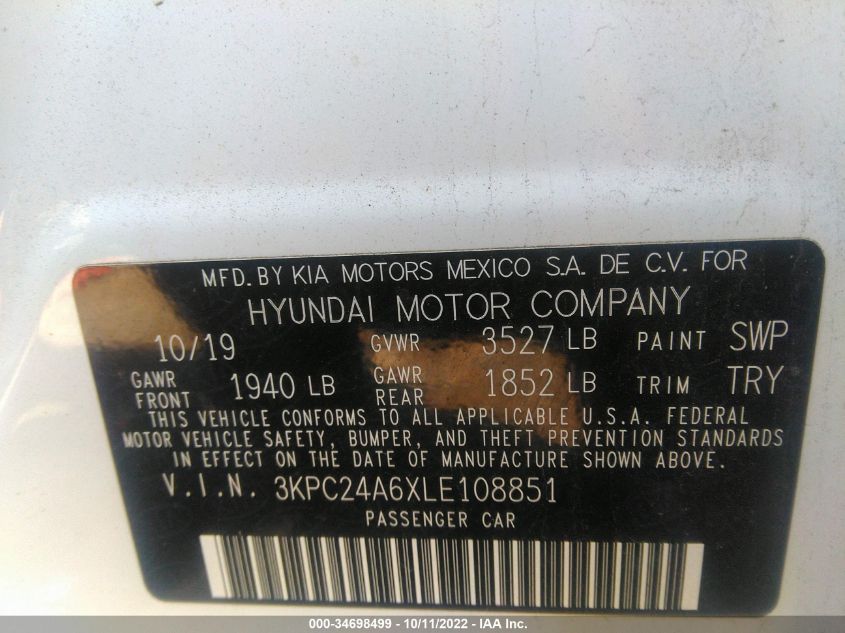 MFD. BY KIA MOTORS MEXICO S.A. DE C.V. FOR
HYUNDAI MOTOR COMPANY
10/19 GVWR 3527 LB PAINT SWP
GAWR FRONT 1940 LB GAWR REAR 1852 LB TRIM TRY
THIS VEHICLE CONFORMS TO ALL APPLICABLE U.S.A. FEDERAL
MOTOR VEHICLE SAFETY, BUMPER, AND THEFT PREVENTION STANDARDS
IN EFFECT ON THE DATE OF MANUFACTURE SHOWN ABOVE.
V.I.N. 3KPC24A6XLE108851
PASSENGER CAR
000-34698499 - 10/11/2022 - IAA Inc.